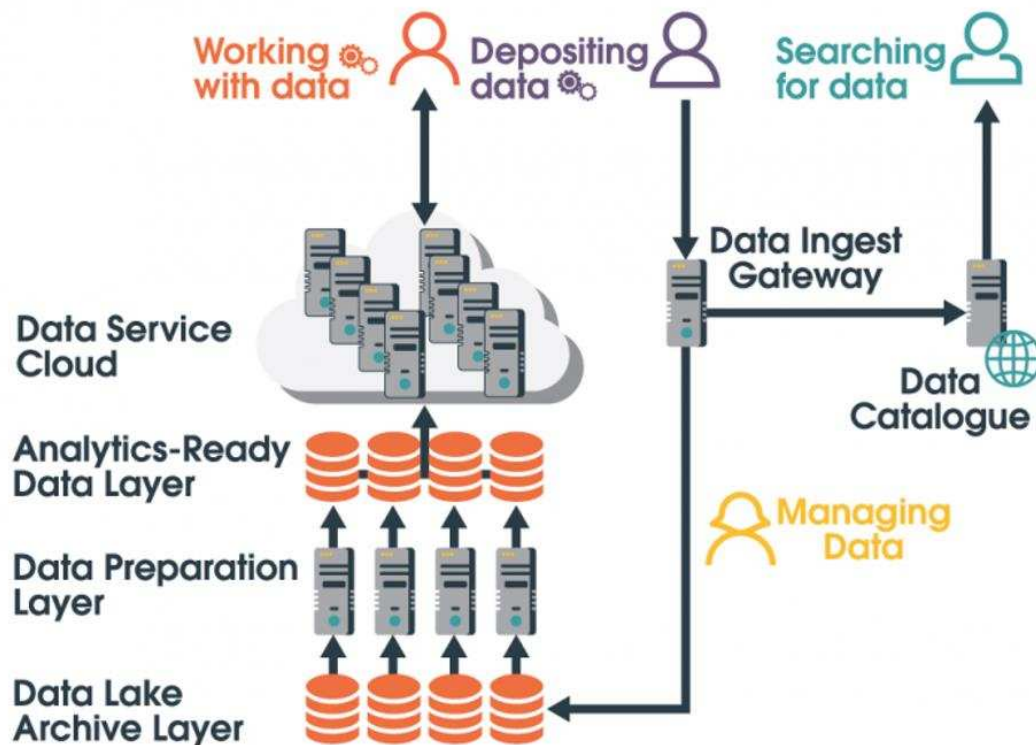 Working
with data
Depositing
data
Searching
for data
Data Ingest
Gateway
Data Service
Cloud
Data
Catalogue
Analytics-Ready
Data Layer
Managing
Data
Data Preparation
Layer
Data Lake
Archive Layer